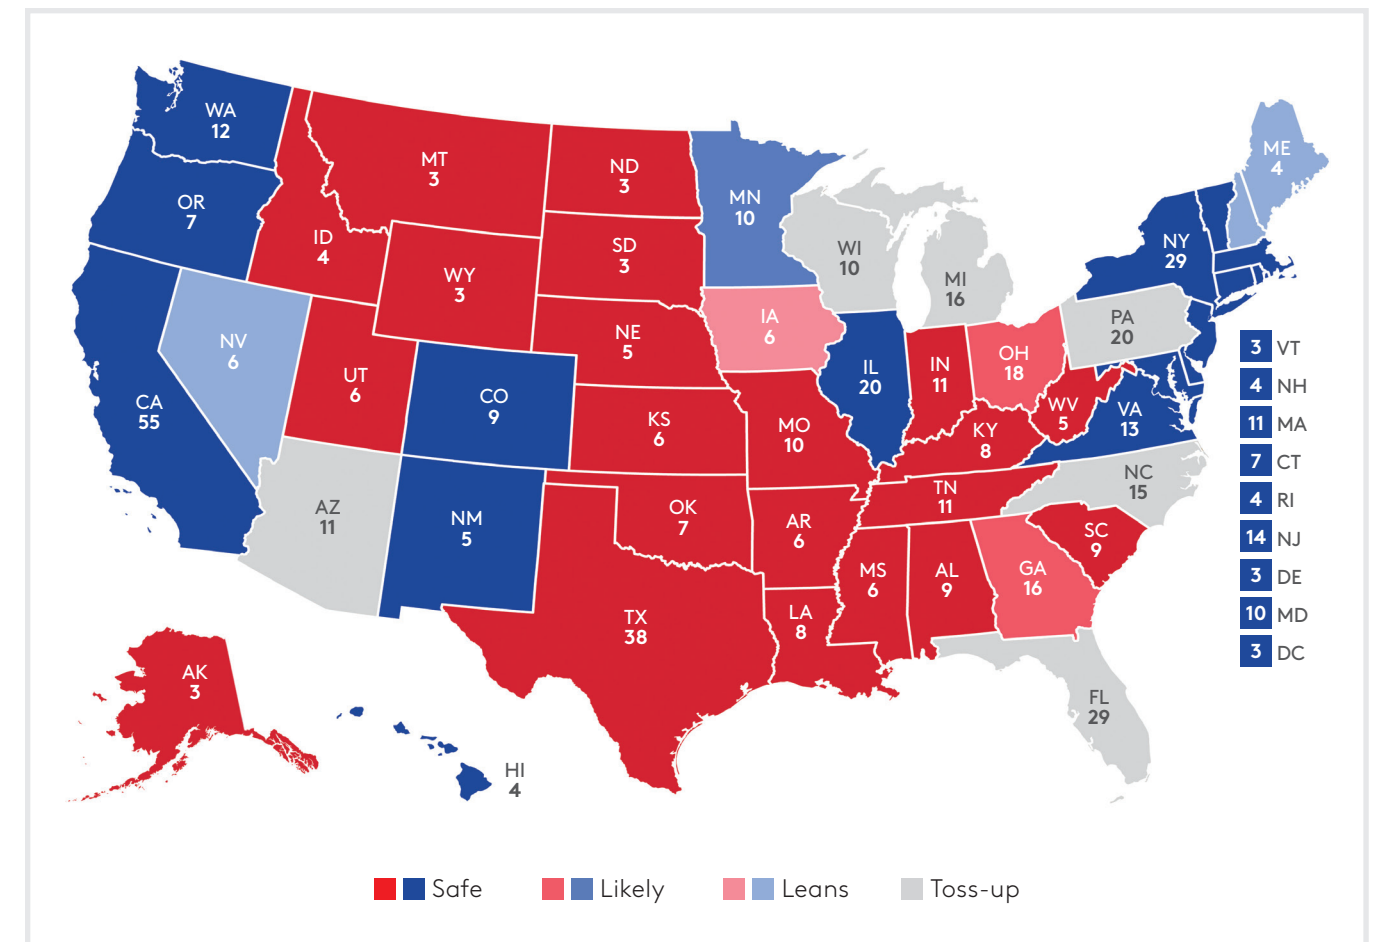 WA
12
OR
7
CA
55
NV
6
ID
4
MT
3
WY
3
UT
6
AZ
11
CO
9
NM
5
ND
3
SD
3
NE
5
KS
6
OK
7
TX
38
MN
10
IA
6
MO
10
AR
6
LA
8
WI
10
IL
20
MI
16
IN
11
OH
18
KY
8
TN
11
MS
6
AL
9
GA
16
FL
29
SC
9
NC
15
VA
13
WV
5
PA
20
NY
29
ME
4
3 VT
4 NH
11 MA
7 CT
4 RI
14 NJ
3 DE
10 MD
3 DC
AK
3
HI
4
Safe Likely Leans Toss-up